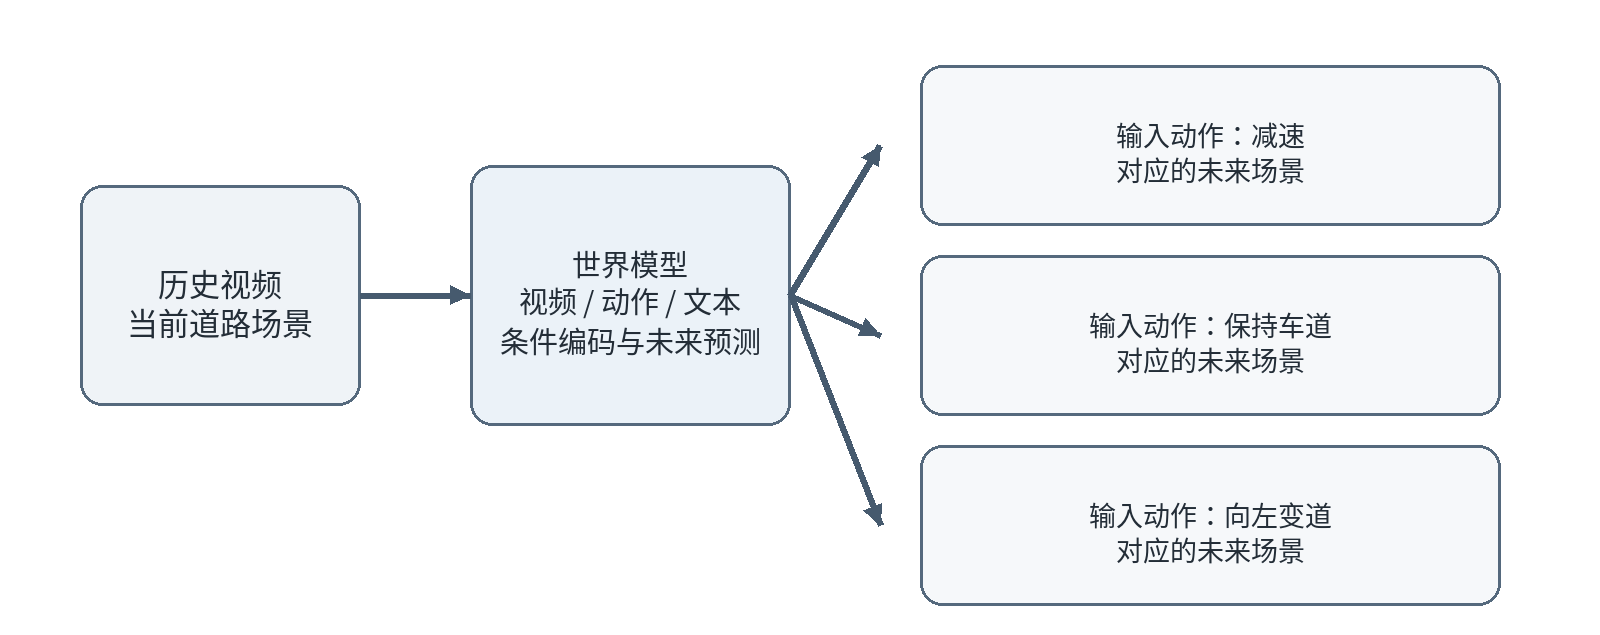 历史视频
当前道路场景
世界模型
视频 / 动作 / 文本
条件编码与未来预测
输入动作：减速
对应的未来场景
输入动作：保持车道
对应的未来场景
输入动作：向左变道
对应的未来场景